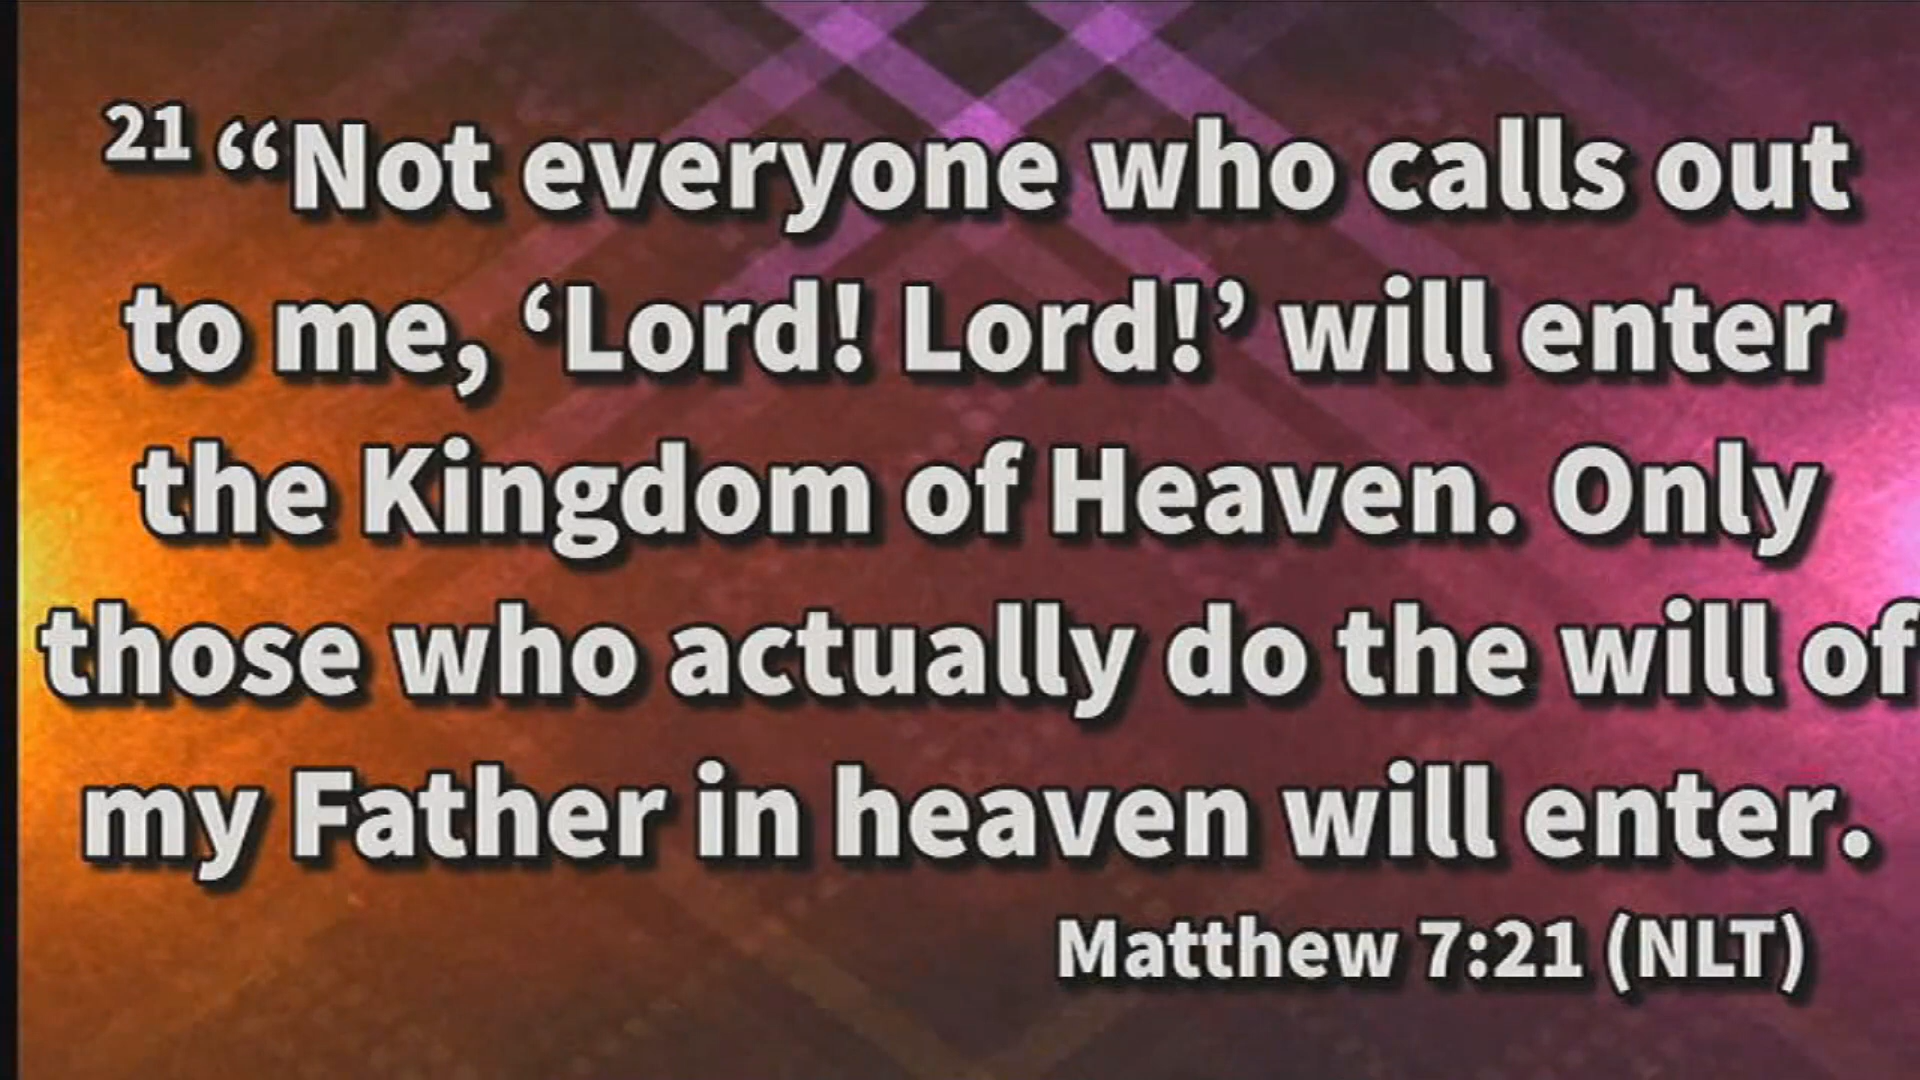 21 “Not everyone who calls out
to me, ‘Lord! Lord!’ will enter
the Kingdom of Heaven. Only
those who actually do the will of
my Father in heaven will enter.
Matthew 7:21 (NLT)